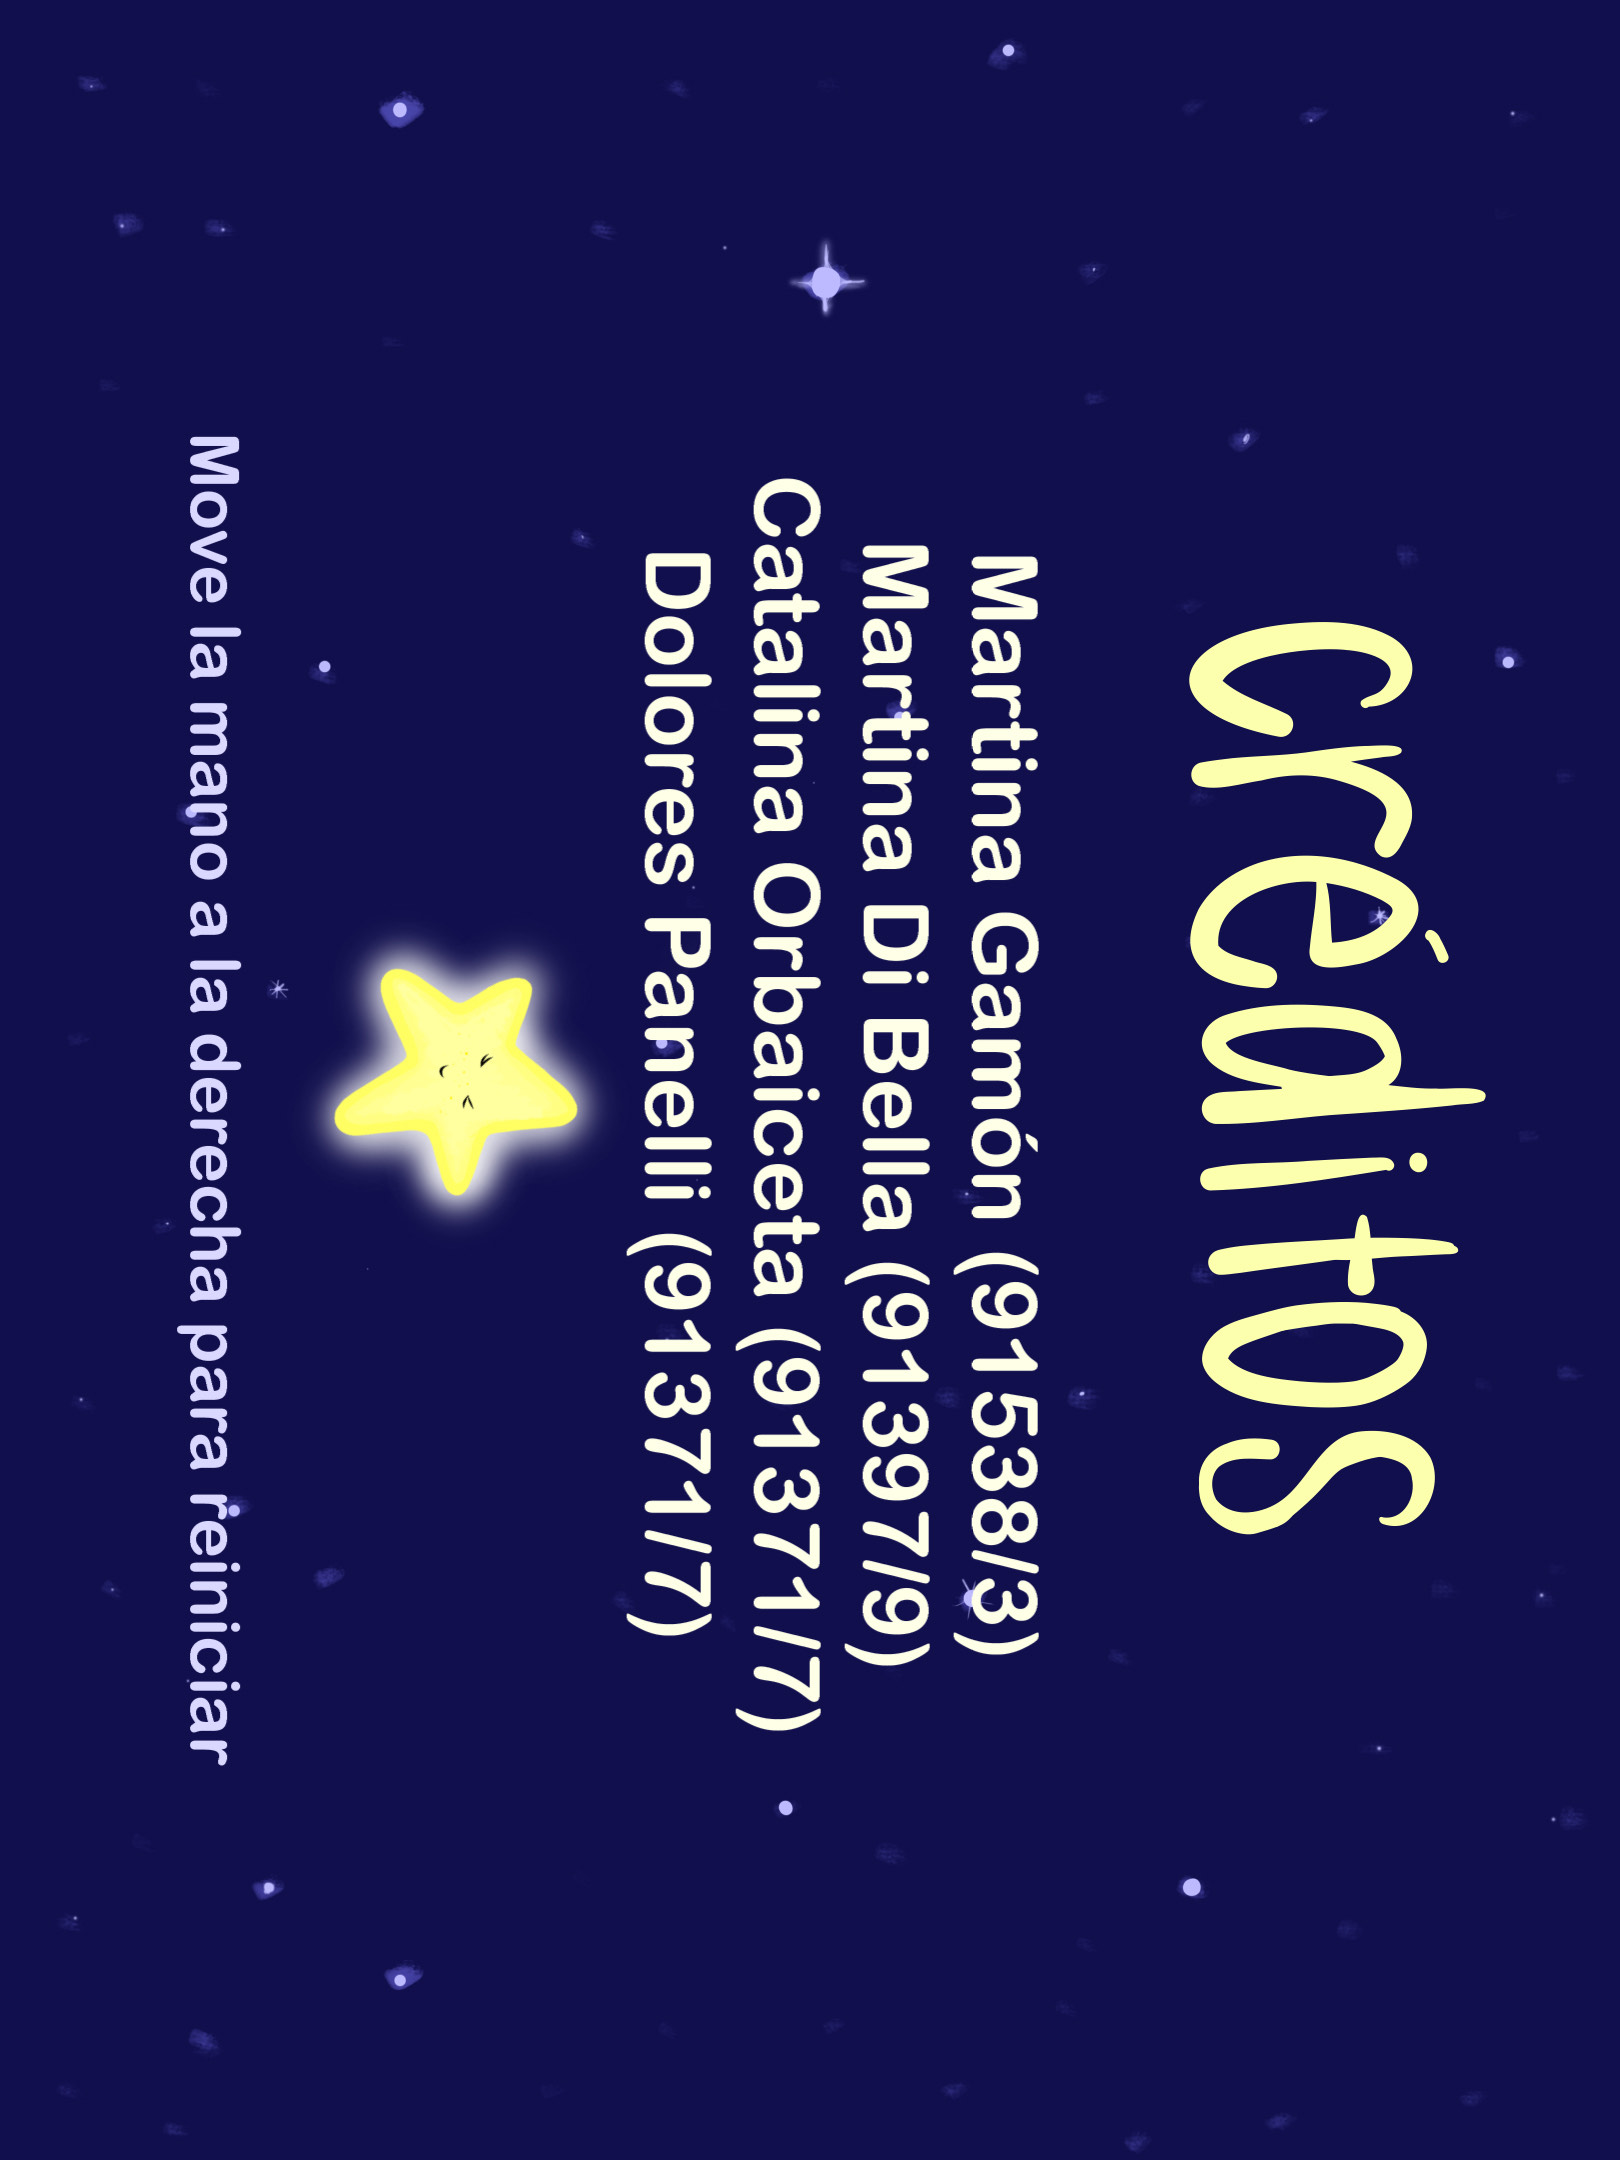 créditos
Martina Gamón (91538/3)
Martina Di Bella (91397/9)
Catalina Orbaiceta (91371/7)
Dolores Panelli (91371/7)
Move la mano a la derecha para reiniciar